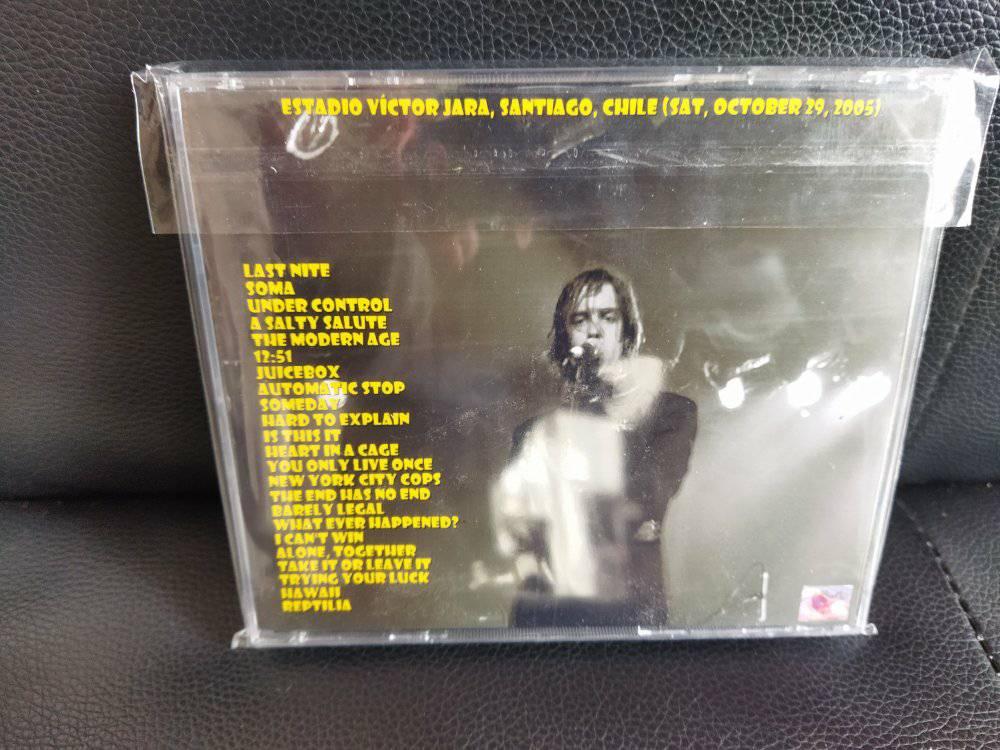 ESTADIO VÍCTOR JARA, SANTIAGO, CHILE (SAT, OCTOBER 29, 2005)
LAST NITE
SOMA
UNDER CONTROL
A SALTY SALUTE
THE MODERN AGE
12:51
JUICEBOX
AUTOMATIC STOP
SOMEDAY
HARD TO EXPLAIN
IS THIS IT
HEART IN A CAGE
YOU ONLY LIVE ONCE
NEW YORK CITY COPS
THE END HAS NO END
BARELY LEGAL
WHAT EVER HAPPENED?
I CAN'T WIN
ALONE, TOGETHER
TAKE IT OR LEAVE IT
TRYING YOUR LUCK
HAWAII
REPTILIA